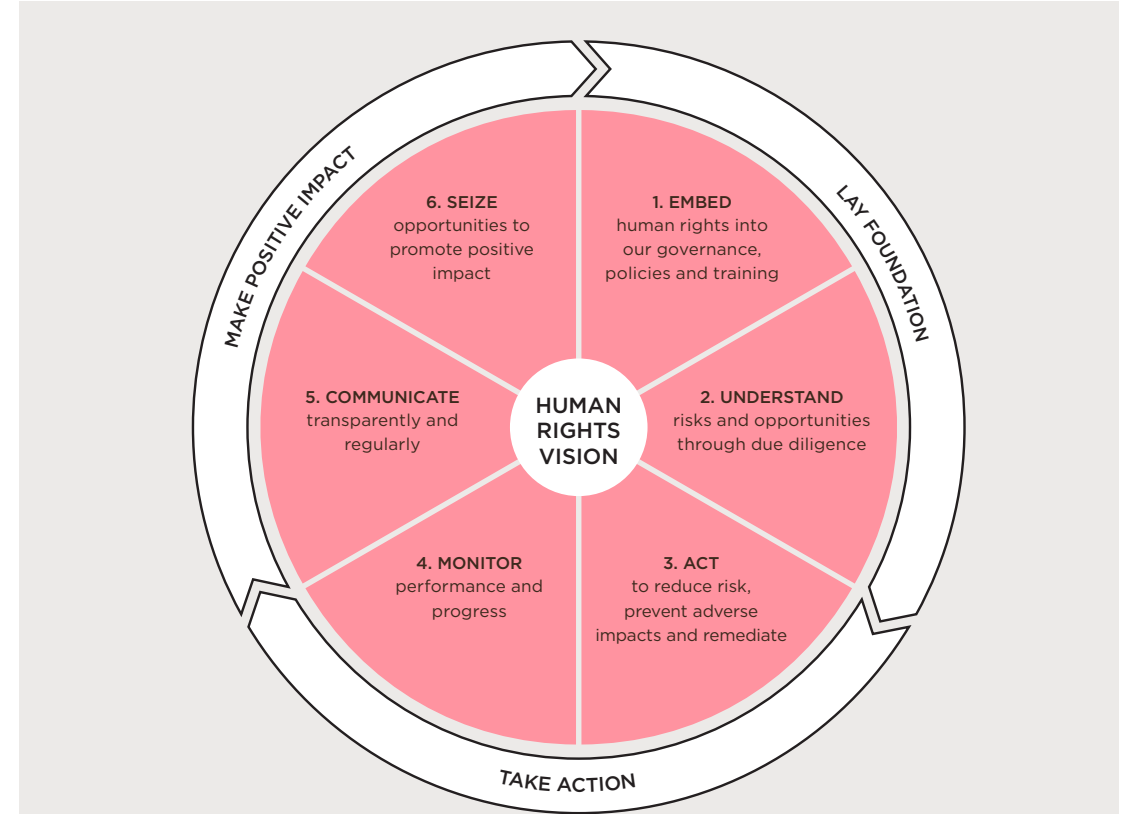 MAKE POSITIVE IMPACT
LAY FOUNDATION
TAKE ACTION
HUMAN
RIGHTS
VISION
1. EMBED
human rights into
our governance,
policies and training
2. UNDERSTAND
risks and opportunities
through due diligence
3. ACT
to reduce risk,
prevent adverse
impacts and remediate
4. MONITOR
performance and
progress
5. COMMUNICATE
transparently and
regularly
6. SEIZE
opportunities to
promote positive
impact